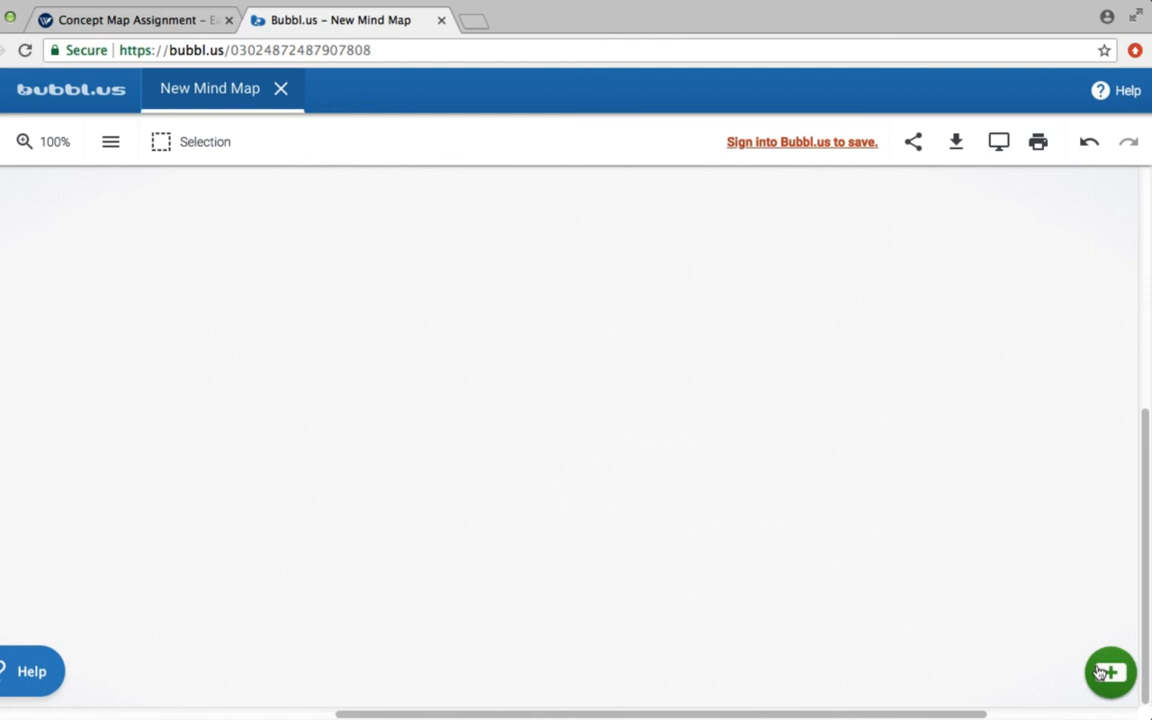 Concept Map Assignment – Ea
Bubbl.us – New Mind Map
Secure
https://bubbl.us/03024872487907808
bubbl.us
New Mind Map
Help
100%
Selection
Sign into Bubbl.us to save.
Help